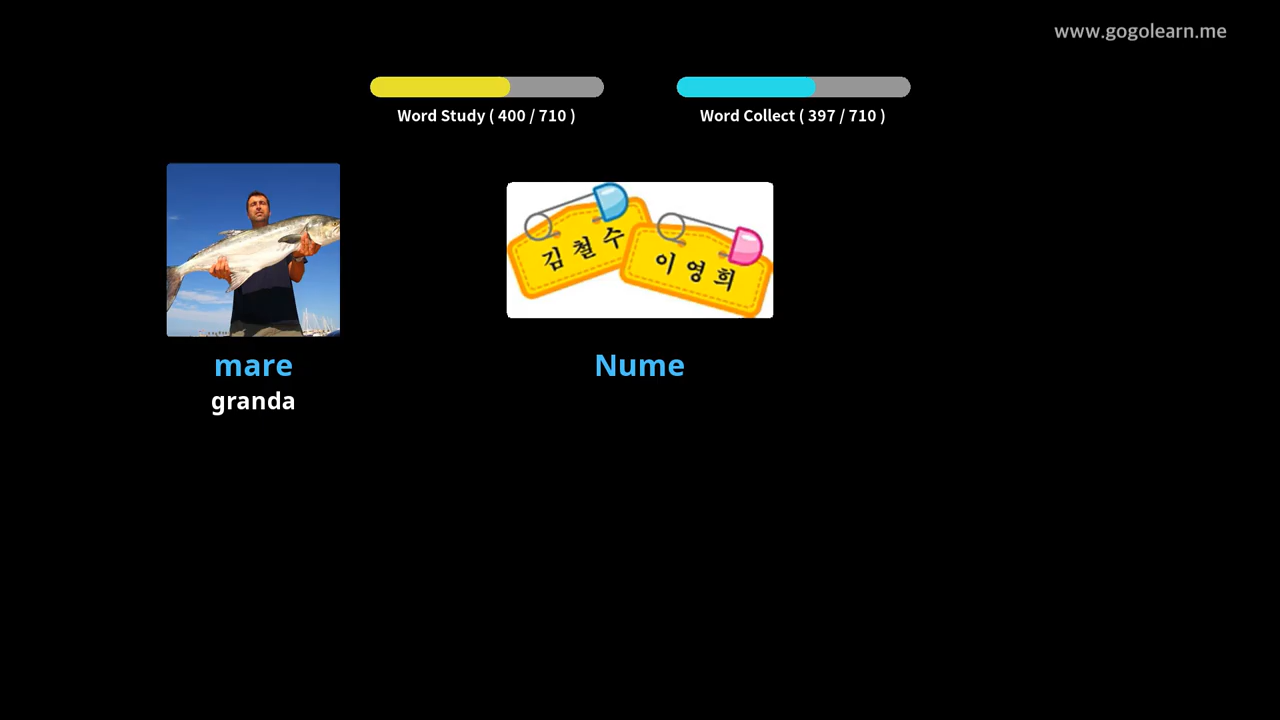 www.gogolearn.me
Word Study ( 400 / 710 )
Word Collect ( 397 / 710 )
김철수
이영희
mare
Nume
granda